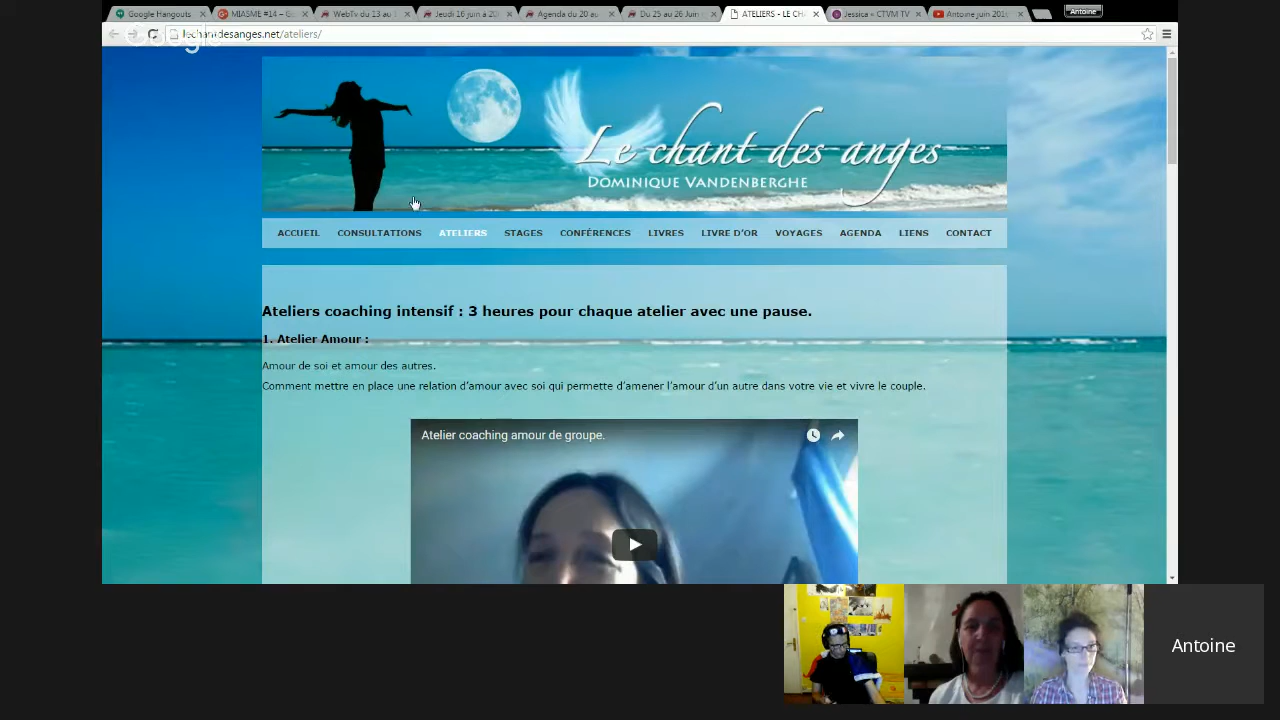 Google Hangouts
MIASME #14 – G
WebTv du 13 au
Jeudi 16 juin à 20
Agenda du 20 au
Du 25 au 26 Juin
ATELIERS - LE CH
Jessica « CTVM TV
Antoine juin 201
Antoine
Google
lechantdesanges.net/ateliers/
Le chant des anges
DOMINIQUE VANDENBERGHE
ACCUEIL CONSULTATIONS ATELIERS STAGES CONFÉRENCES LIVRES LIVRE D'OR VOYAGES AGENDA LIENS CONTACT
Ateliers coaching intensif : 3 heures pour chaque atelier avec une pause.
1. Atelier Amour :
Amour de soi et amour des autres.
Comment mettre en place une relation d'amour avec soi qui permette d'amener l'amour d'un autre dans votre vie et vivre le couple.
Atelier coaching amour de groupe.
Antoine